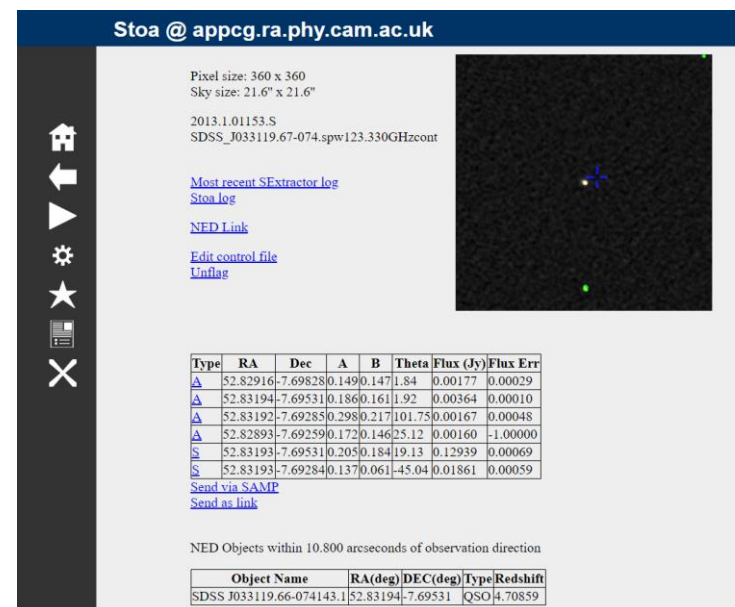 Stoa @ appcg.ra.phy.cam.ac.uk
Pixel size: 360 x 360
Sky size: 21.6" x 21.6"
2013.1.01153.S
SDSS_J033119.67-074.spw123.330GHzcont
Most recent SExtractor log
Stoa log
NED Link
Edit control file
Unflag
Type RA Dec A B Theta Flux (Jy) Flux Err
A 52.82916 -7.69828 0.149 0.147 1.84 0.00177 0.00029
A 52.83194 -7.69531 0.186 0.161 1.92 0.00364 0.00010
A 52.83192 -7.69285 0.298 0.217 101.75 0.00167 0.00048
A 52.82893 -7.69259 0.172 0.146 25.12 0.00160 -1.00000
S 52.83193 -7.69531 0.205 0.184 19.13 0.12939 0.00069
S 52.83193 -7.69284 0.137 0.061 -45.04 0.01861 0.00059
Send via SAMP
Send as link
NED Objects within 10.800 arcseconds of observation direction
Object Name RA(deg) DEC(deg) Type Redshift
SDSS J033119.66-074143.1 52.83194 -7.69531 QSO 4.70859